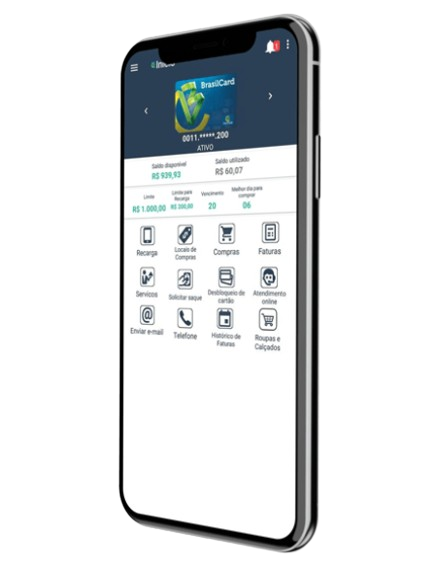 Início
BrasilCard
0011.*****.200
ATIVO
Saldo disponível Saldo utilizado
R$ 939,93 R$ 60,07
Limite Limite para Recarga Vencimento Melhor dia para comprar
R$ 1.000,00 R$ 200,00 20 06
Recarga Locais de Compras Compras Faturas
Servicos Solicitar saque Desbloqueio de cartão Atendimento online
Enviar e-mail Telefone Histórico de Faturas Roupas e Calçados